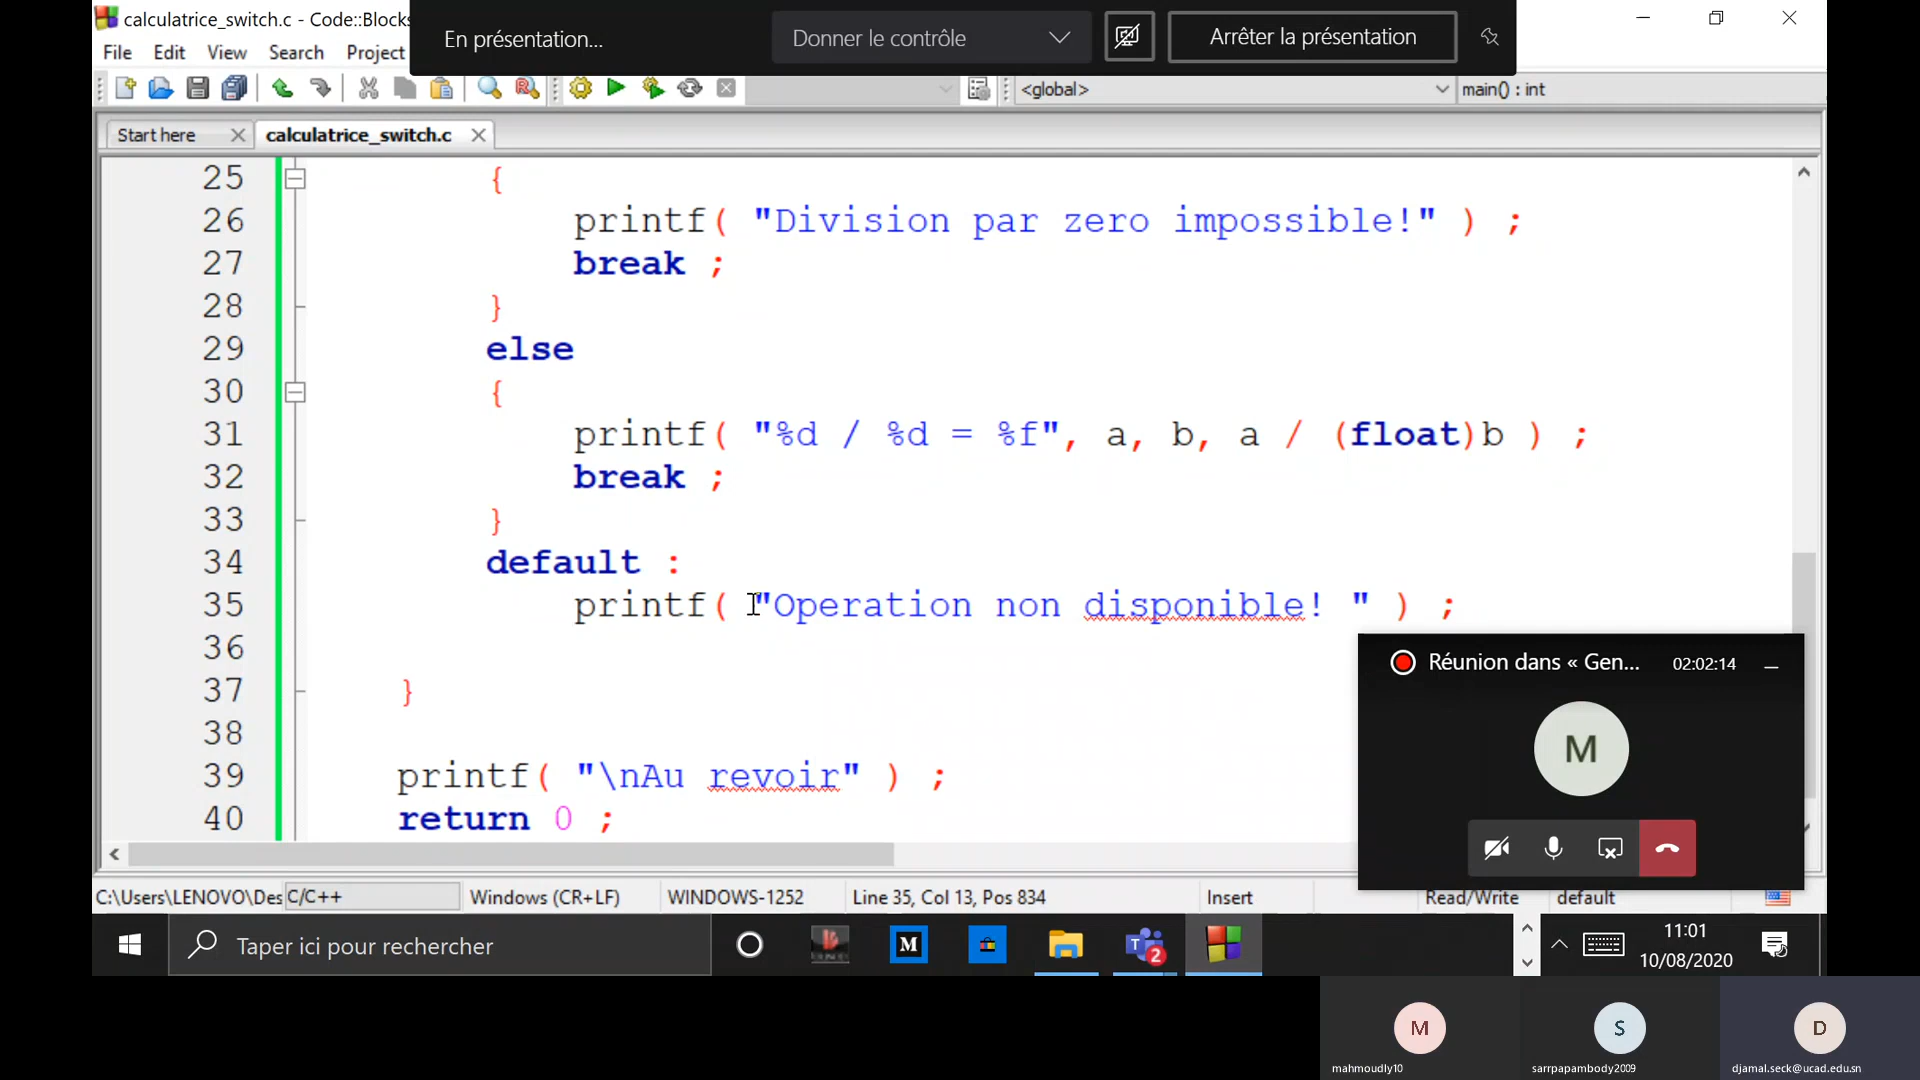 calculatrice_switch.c - Code::Blocks
En présentation...
Donner le contrôle
Arrêter la présentation
File Edit View Search Project
<global>
main() : int
Start here
calculatrice_switch.c
25 {
26 printf( "Division par zero impossible!" ) ;
27 break ;
28 }
29 else
30 {
31 printf( "%d / %d = %f", a, b, a / (float)b ) ;
32 break ;
33 }
34 default :
35 printf( "Operation non disponible! " ) ;
36
37 }
38
39 printf( "\nAu revoir" ) ;
40 return 0 ;
Réunion dans « Gen... 02:02:14
M
C:\Users\LENOVO\Des C/C++ Windows (CR+LF) WINDOWS-1252 Line 35, Col 13, Pos 834 Insert Read/Write default
Taper ici pour rechercher
M
T
2
11:01
10/08/2020
M
S
D
mahmoudly10
sarrpapambody2009
djamal.seck@ucad.edu.sn